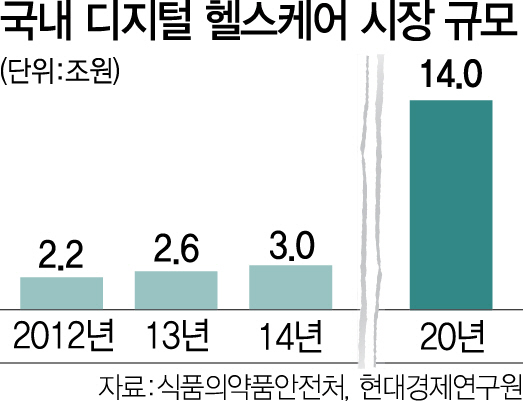 국내 디지털 헬스케어 시장 규모
(단위:조원)
14.0
2.2
2.6
3.0
2012년
13년
14년
20년
자료:식품의약품안전처, 현대경제연구원